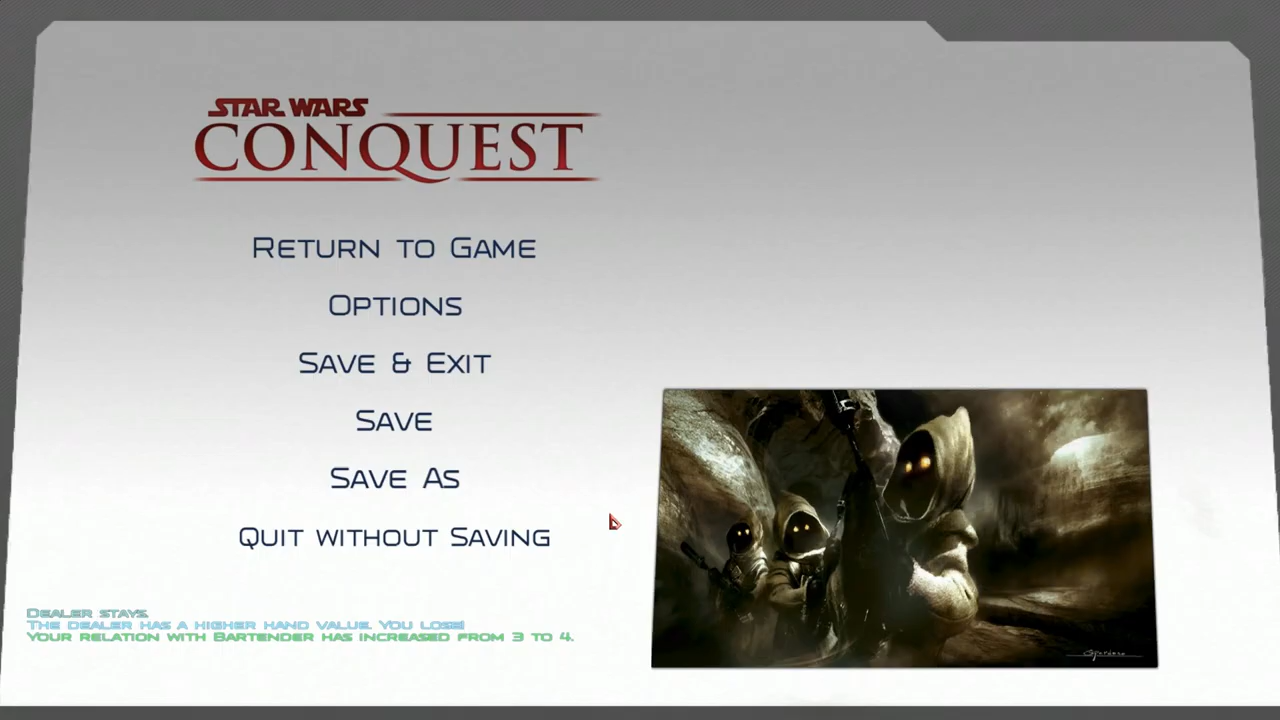 STAR WARS
CONQUEST
RETURN TO GAME
OPTIONS
SAVE & EXIT
SAVE
SAVE AS
QUIT WITHOUT SAVING
DEALER STAYS.
THE DEALER HAS A HIGHER HAND VALUE. YOU LOSE!
YOUR RELATION WITH BARTENDER HAS INCREASED FROM 3 TO 4.